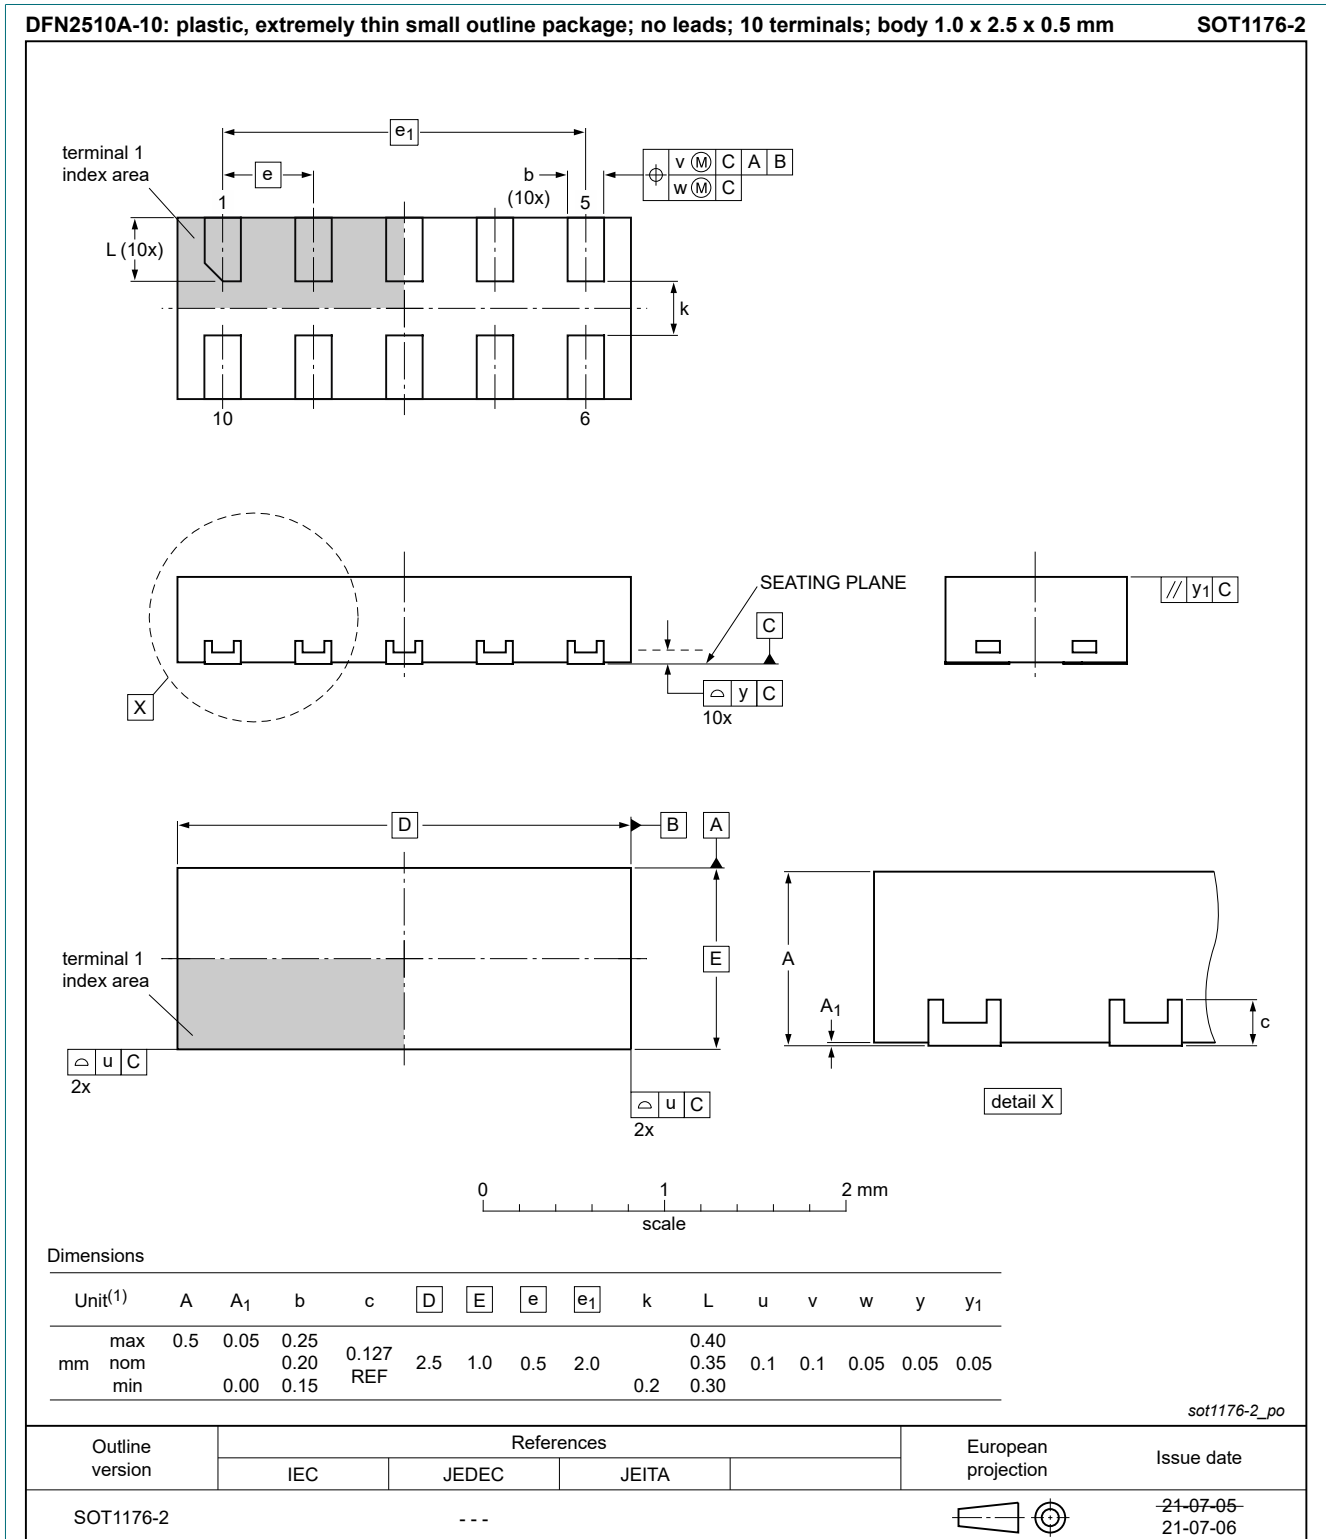 DFN2510A-10: plastic, extremely thin small outline package; no leads; 10 terminals; body 1.0 x 2.5 x 0.5 mm SOT1176-2
e1
terminal 1
index area
e
b
(10x)
v M C A B
w M C
1
5
L (10x)
k
10
6
SEATING PLANE
C
// y1 C
X
y C
10x
D
B
A
terminal 1
index area
E
A
A1
c
u C
2x
u C
2x
detail X
0 1 2 mm
scale
Dimensions
Unit(1) A A1 b c D E e e1 k L u v w y y1
max 0.5 0.05 0.25 0.40
mm nom 0.20 0.127 REF 2.5 1.0 0.5 2.0 0.35 0.1 0.1 0.05 0.05 0.05
min 0.00 0.15 0.2 0.30
sot1176-2_po
Outline version References European projection Issue date
IEC JEDEC JEITA
SOT1176-2 - - - 21-07-05
21-07-06